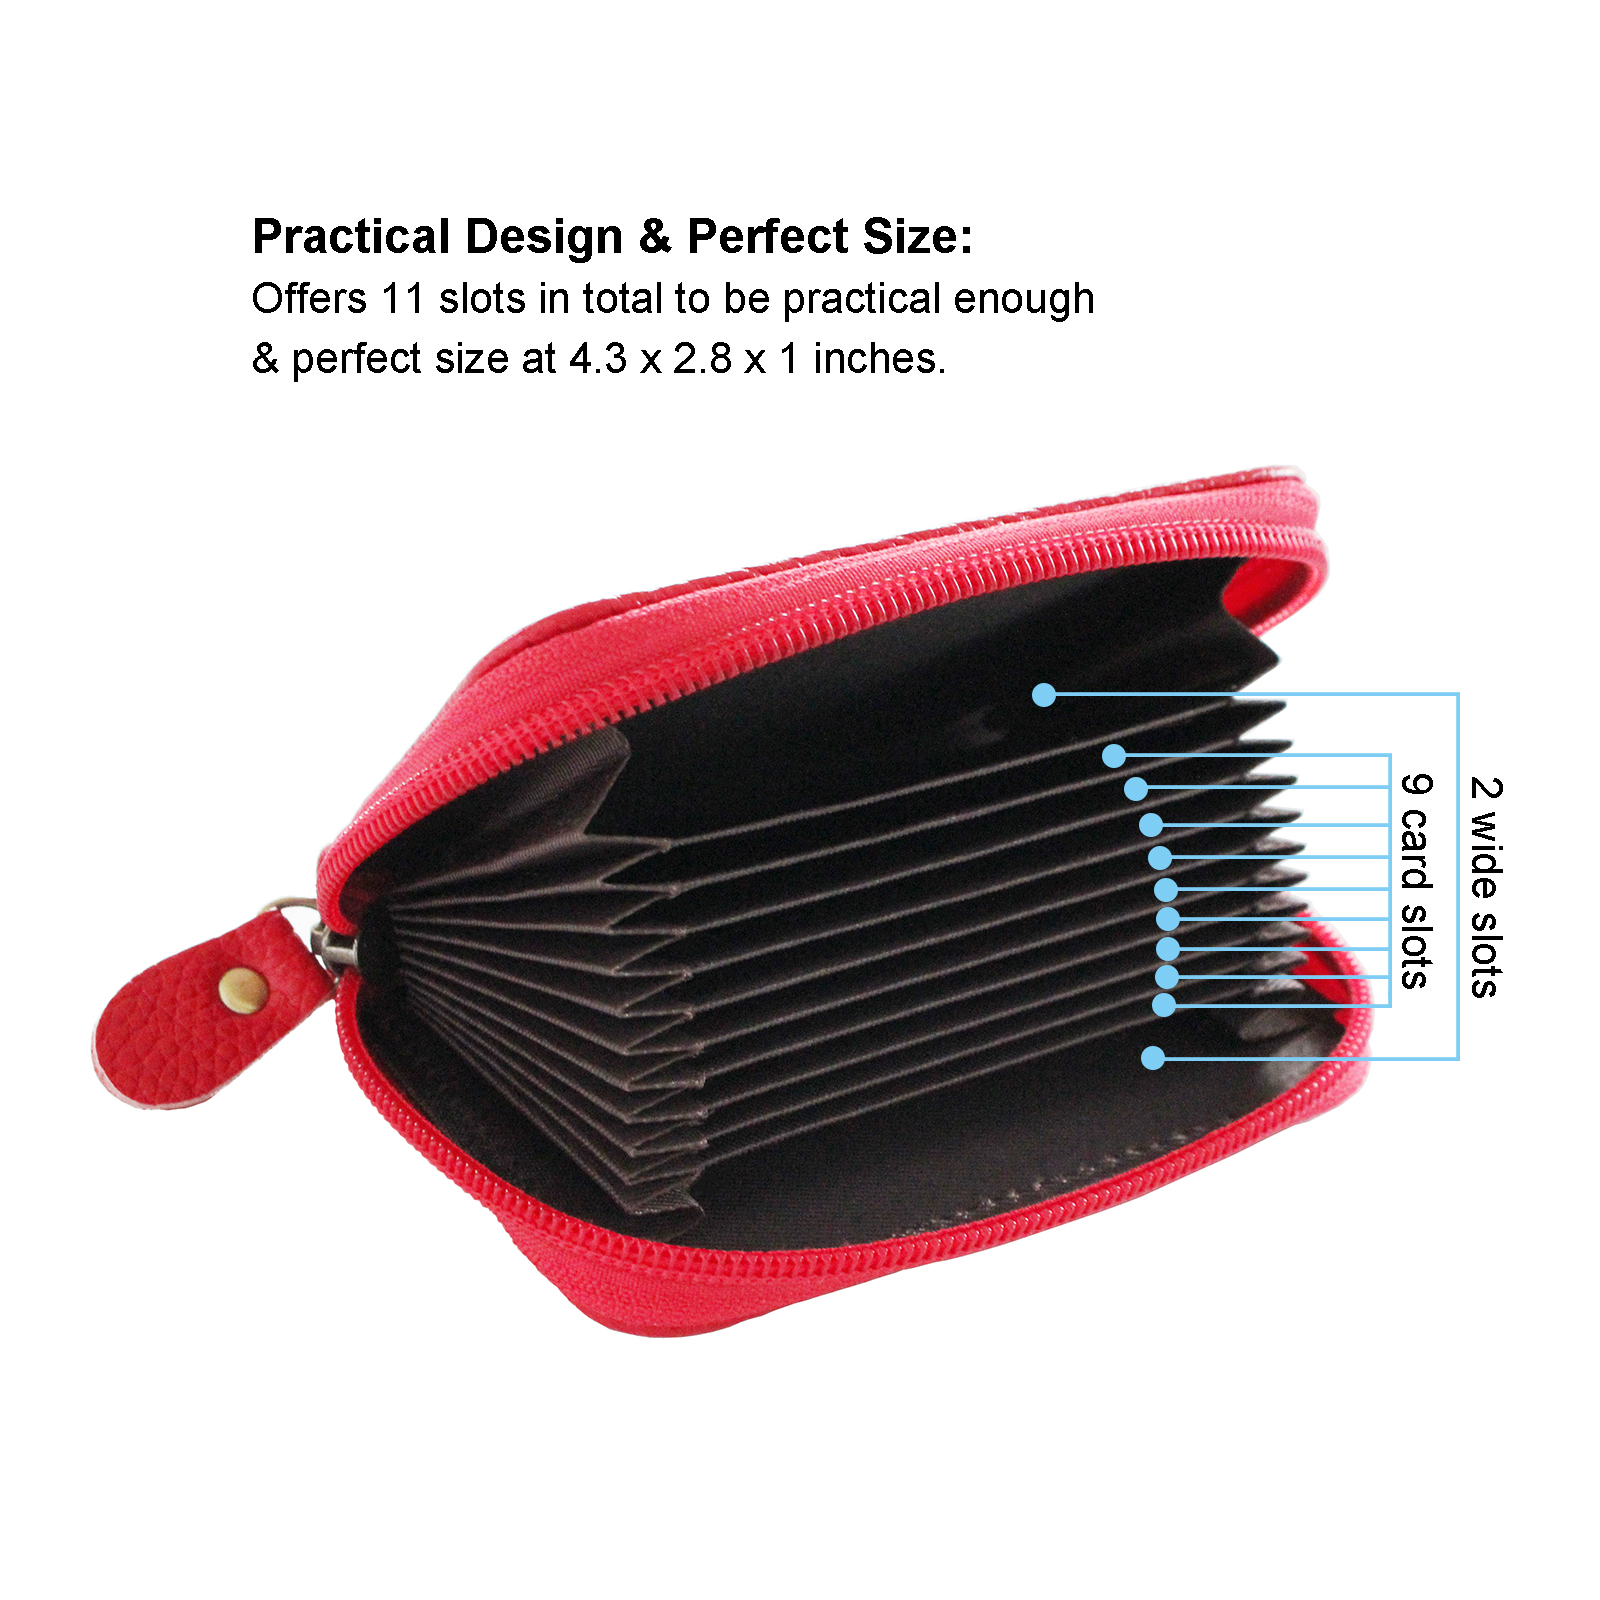 Practical Design & Perfect Size:
Offers 11 slots in total to be practical enough
& perfect size at 4.3 x 2.8 x 1 inches.
9 card slots
2 wide slots